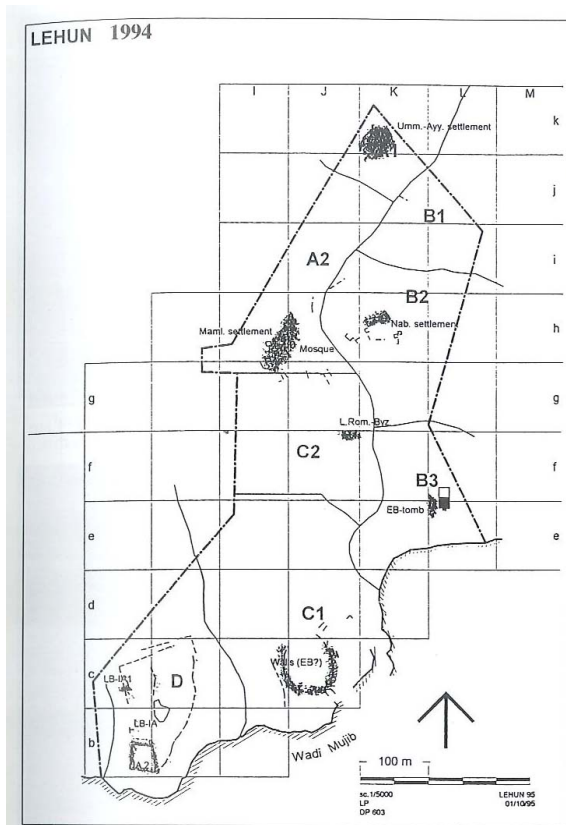 LEHUN 1994
I J K L M
k
Umm.-Ayy. settlement
j
B1
i
A2
B2
h
Maml. settlement
Nab. settlement
Mosque
g g
L.Rom.-Byz
f f
C2
B3
EB-tomb
e e
d
C1
c
D
Walls (EB?)
LB-IA
b
Wadi Mujib
100 m
sc.1/5000
LP
DP 603
LEHUN 95
01/10/95